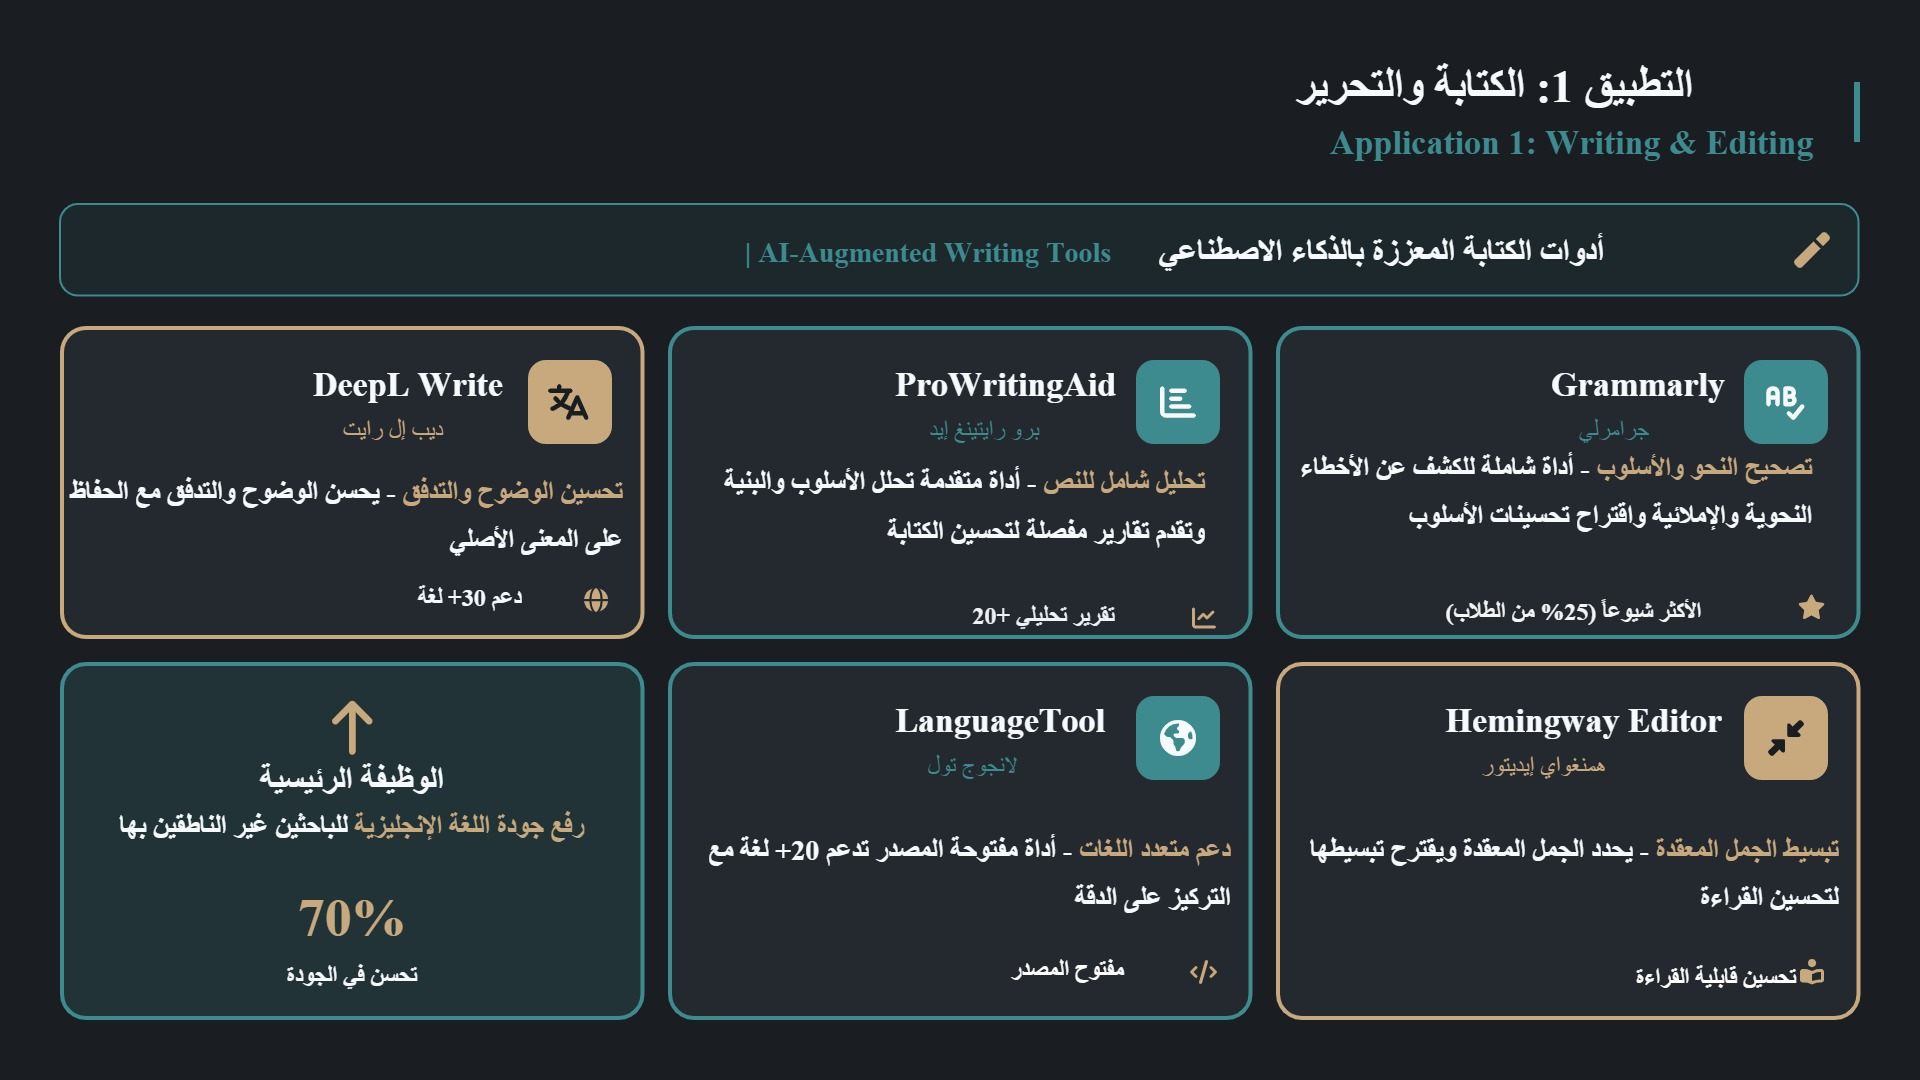 التطبيق 1: الكتابة والتحرير
Application 1: Writing & Editing
أدوات الكتابة المعززة بالذكاء الاصطناعي
| AI-Augmented Writing Tools
Grammarly
جرامرلي
تصحيح النحو والأسلوب - أداة شاملة للكشف عن الأخطاء
النحوية والإملائية واقتراح تحسينات الأسلوب
الأكثر شيوعاً (25% من الطلاب)
ProWritingAid
برو رايتينغ إيد
تحليل شامل للنص - أداة متقدمة تحلل الأسلوب والبنية
وتقدم تقارير مفصلة لتحسين الكتابة
تقرير تحليلي +20
DeepL Write
ديب إل رايت
تحسين الوضوح والتدفق - يحسن الوضوح والتدفق مع الحفاظ
على المعنى الأصلي
دعم 30+ لغة
Hemingway Editor
همنغواي إيديتور
تبسيط الجمل المعقدة - يحدد الجمل المعقدة ويقترح تبسيطها
لتحسين القراءة
تحسين قابلية القراءة
LanguageTool
لانجوج تول
دعم متعدد اللغات - أداة مفتوحة المصدر تدعم 20+ لغة مع
التركيز على الدقة
مفتوح المصدر
الوظيفة الرئيسية
رفع جودة اللغة الإنجليزية للباحثين غير الناطقين بها
70%
تحسن في الجودة